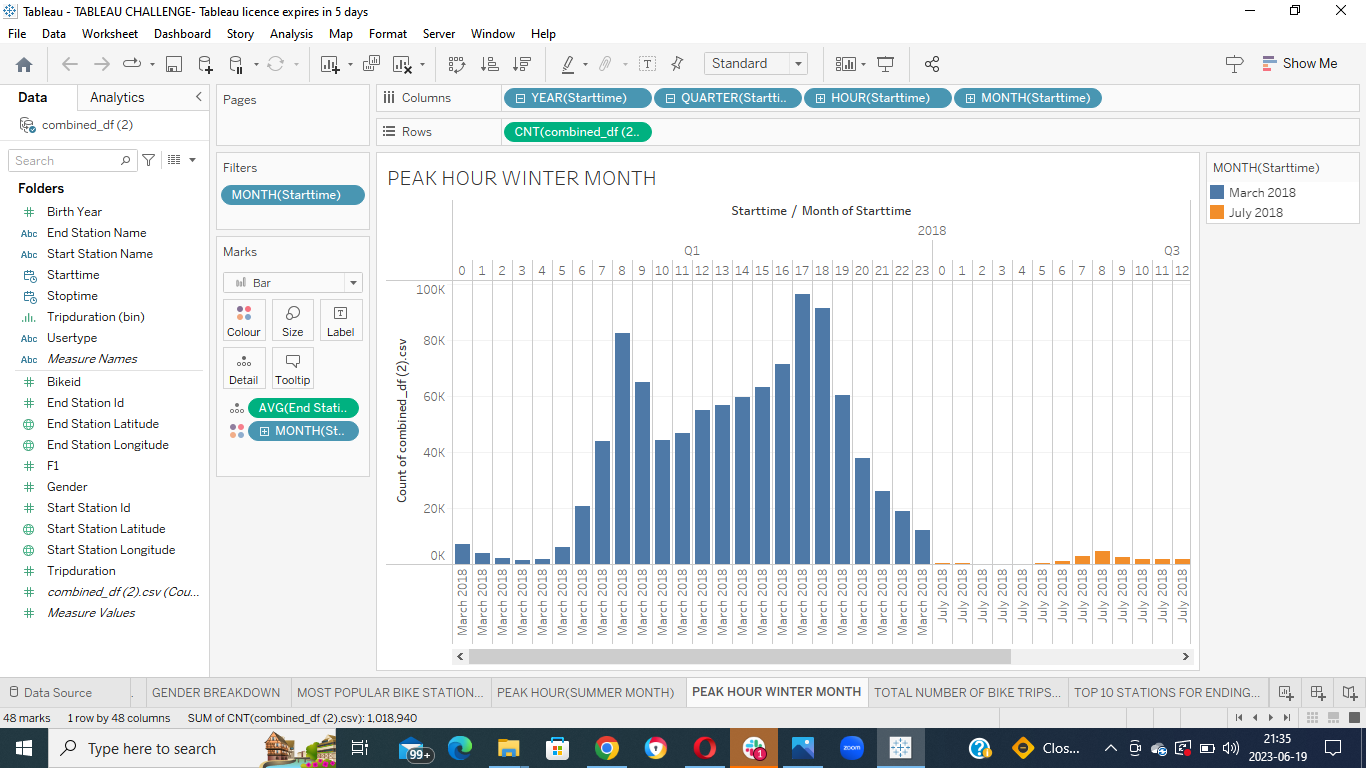 Tableau - TABLEAU CHALLENGE- Tableau licence expires in 5 days
File Data Worksheet Dashboard Story Analysis Map Format Server Window Help
Standard
Show Me
Data Analytics
combined_df (2)
Search
Folders
Birth Year
Abc End Station Name
Abc Start Station Name
Starttime
Stoptime
Tripduration (bin)
Abc Usertype
Abc Measure Names
Bikeid
End Station Id
End Station Latitude
End Station Longitude
F1
Gender
Start Station Id
Start Station Latitude
Start Station Longitude
Tripduration
combined_df (2).csv (Cou...
Measure Values
Pages
Filters
MONTH(Starttime)
Marks
Bar
Colour Size Label
Detail Tooltip
AVG(End Stati..
MONTH(St..
Columns YEAR(Starttime) QUARTER(Startti.. HOUR(Starttime) MONTH(Starttime)
Rows CNT(combined_df (2..
PEAK HOUR WINTER MONTH
Starttime / Month of Starttime
2018
Q1 Q3
0 1 2 3 4 5 6 7 8 9 10 11 12 13 14 15 16 17 18 19 20 21 22 23 0 1 2 3 4 5 6 7 8 9 10 11 12
100K
80K
60K
40K
20K
0K
Count of combined_df (2).csv
March 2018 March 2018 March 2018 March 2018 March 2018 March 2018 March 2018 March 2018 March 2018 March 2018 March 2018 March 2018 March 2018 March 2018 March 2018 March 2018 March 2018 March 2018 March 2018 March 2018 March 2018 March 2018 March 2018 March 2018 July 2018 July 2018 July 2018 July 2018 July 2018 July 2018 July 2018 July 2018 July 2018 July 2018 July 2018 July 2018 July 2018
MONTH(Starttime)
March 2018
July 2018
Data Source GENDER BREAKDOWN MOST POPULAR BIKE STATION... PEAK HOUR(SUMMER MONTH) PEAK HOUR WINTER MONTH TOTAL NUMBER OF BIKE TRIPS... TOP 10 STATIONS FOR ENDING...
48 marks 1 row by 48 columns SUM of CNT(combined_df (2).csv): 1,018,940
Type here to search
99+
1
zoom
Clos...
21:35
2023-06-19